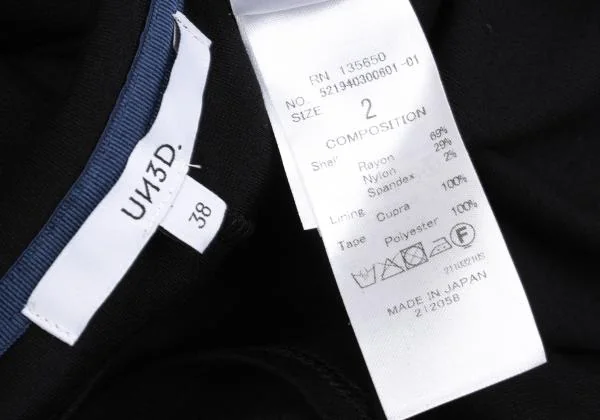 UN3D.
38
RN 135650
NO. 521940300601-01
SIZE 2
COMPOSITION
Shell Rayon 69%
Nylon 29%
Spandex 2%
Lining Cupra 100%
Tape Polyester 100%
F
MADE IN JAPAN
212058